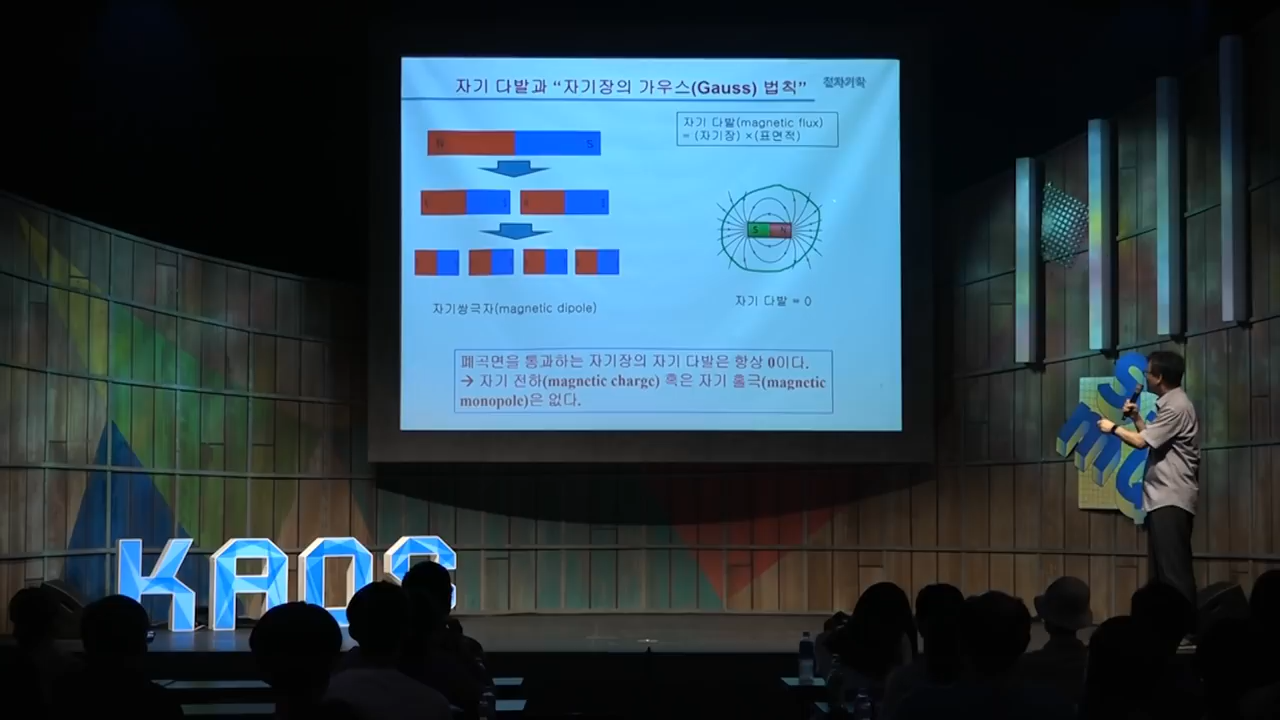 자기 다발과 “자기장의 가우스(Gauss) 법칙”
전자기학
자기 다발(magnetic flux)
= (자기장) ×(표면적)
N S
S N
자기쌍극자(magnetic dipole)
자기 다발 = 0
폐곡면을 통과하는 자기장의 자기 다발은 항상 0이다.
→ 자기 전하(magnetic charge) 혹은 자기 홀극(magnetic
monopole)은 없다.
KAOS